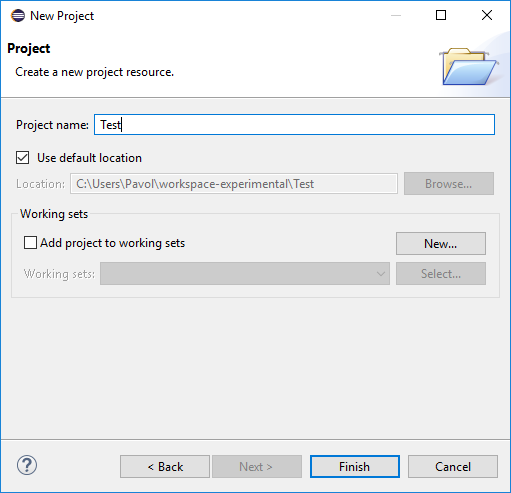 New Project
Project
Create a new project resource.
Project name: Test
Use default location
Location: C:\Users\Pavol\workspace-experimental\Test Browse...
Working sets
Add project to working sets New...
Working sets: Select...
? < Back Next > Finish Cancel